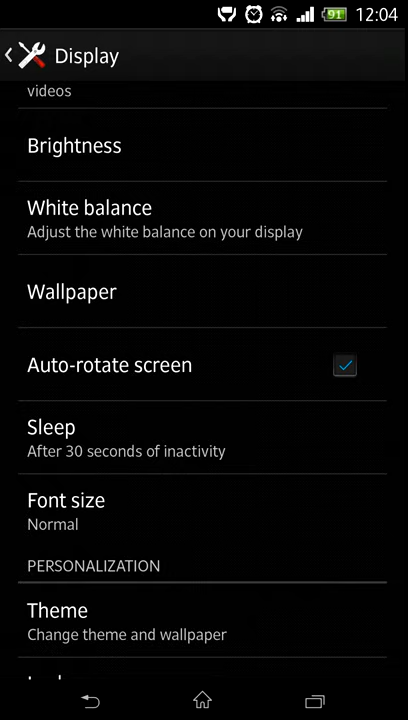 91 12:04
Display
videos
Brightness
White balance
Adjust the white balance on your display
Wallpaper
Auto-rotate screen
Sleep
After 30 seconds of inactivity
Font size
Normal
PERSONALIZATION
Theme
Change theme and wallpaper